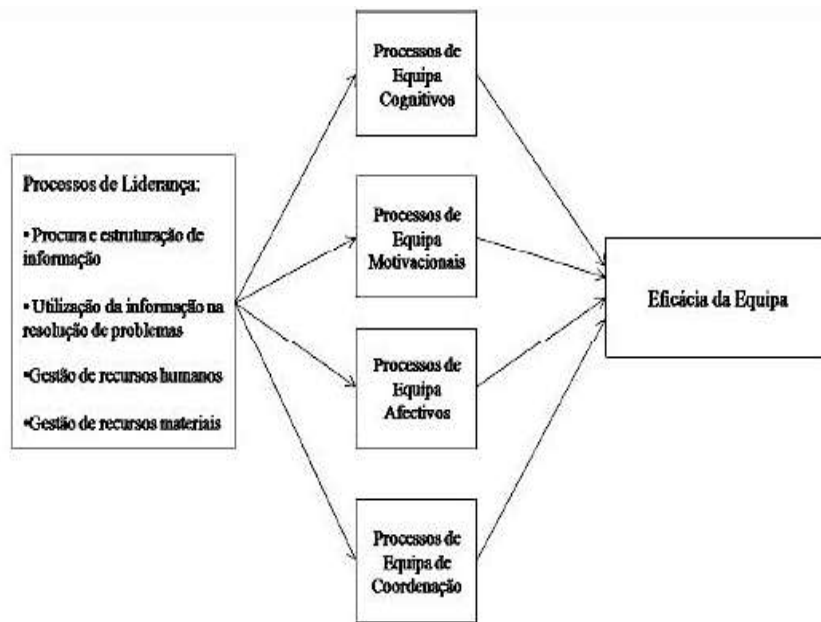 Processos de Liderança:
• Procura e estruturação de
informação
• Utilização da informação na
resolução de problemas
•Gestão de recursos humanos
•Gestão de recursos materiais
Processos de
Equipa
Cognitivos
Processos de
Equipa
Motivacionais
Processos de
Equipa
Afectivos
Processos de
Equipa de
Coordenação
Eficácia da Equipa